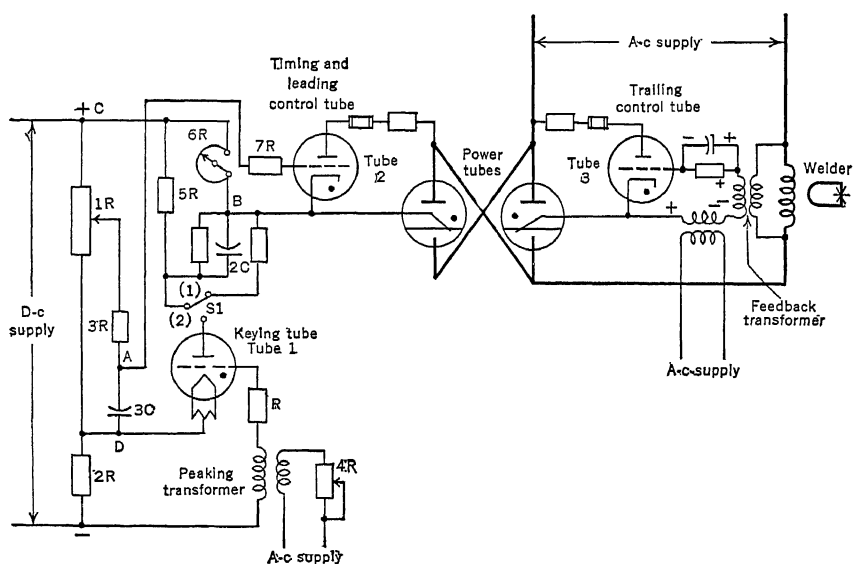 A-c supply
Timing and
leading
control tube
Trailing
control tube
+ C
6R
7R
Tube
2
Power
tubes
Tube
3
- +
+
-
+ -
Welder
5R
B
1R
2C
(1)
S1
(2)
D-c
supply
3R
Keying tube
Tube 1
A
Feedback
transformer
3C
R
A-c supply
D
2R
Peaking
transformer
4R
-
A-c supply